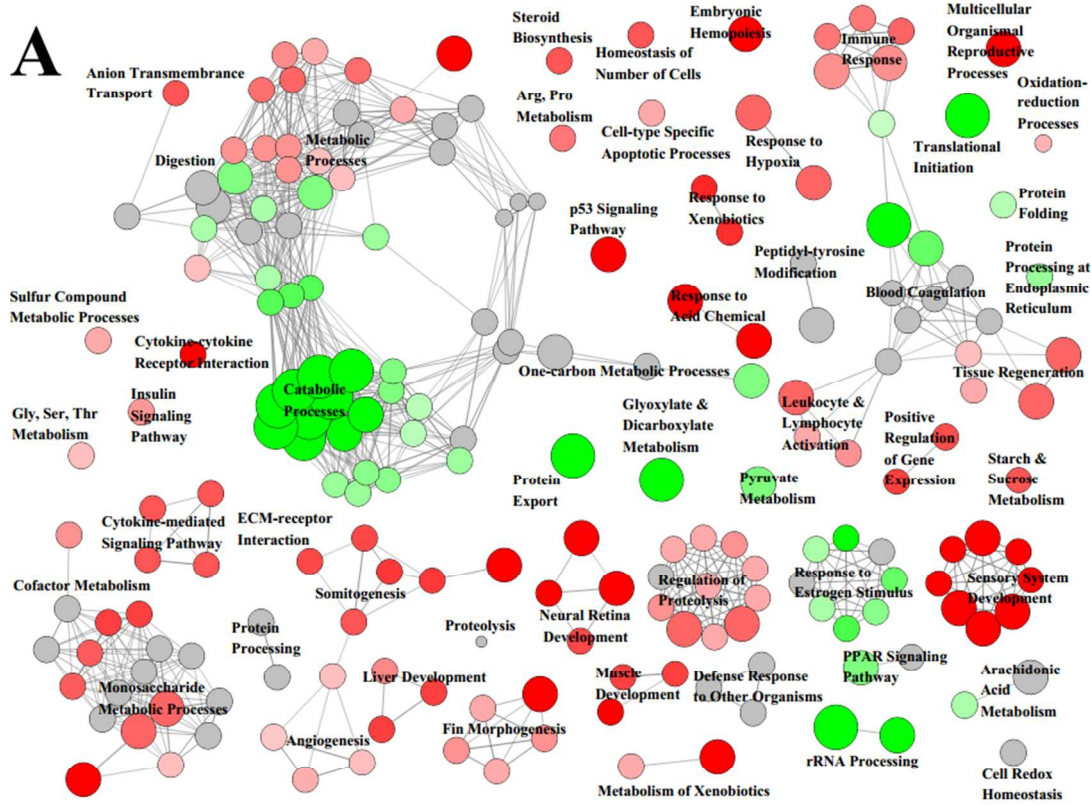 A
Anion Transmembrance
Transport
Digestion
Metabolic
Processes
Steroid
Biosynthesis
Arg, Pro
Metabolism
Homeostasis of
Number of Cells
Embryonic
Hemopoiesis
Cell-type Specific
Apoptotic Processes
Immune
Response
Multicellular
Organismal
Reproductive
Processes
Oxidation-
reduction
Processes
Response to
Hypoxia
Translational
Initiation
Protein
Folding
p53 Signaling
Pathway
Response to
Xenobiotics
Peptidyl-tyrosine
Modification
Protein
Processing at
Endoplasmic
Reticulum
Blood Coagulation
Response to
Acid Chemical
Sulfur Compound
Metabolic Processes
Cytokine-cytokine
Receptor Interaction
Insulin
Signaling
Pathway
Gly, Ser, Thr
Metabolism
Catabolic
Processes
One-carbon Metabolic Processes
Tissue Regeneration
Glyoxylate &
Dicarboxylate
Metabolism
Leukocyte &
Lymphocyte
Activation
Positive
Regulation
of Gene
Expression
Starch &
Sucrose
Metabolism
Protein
Export
Pyruvate
Metabolism
Cytokine-mediated
Signaling Pathway
ECM-receptor
Interaction
Cofactor Metabolism
Somitogenesis
Protein
Processing
Proteolysis
Neural Retina
Development
Regulation of
Proteolysis
Response to
Estrogen Stimulus
Sensory System
Development
Monosaccharide
Metabolic Processes
Liver Development
Angiogenesis
Fin Morphogenesis
Muscle
Development
Defense Response
to Other Organisms
PPAR Signaling
Pathway
Arachidonic
Acid
Metabolism
Metabolism of Xenobiotics
rRNA Processing
Cell Redox
Homeostasis